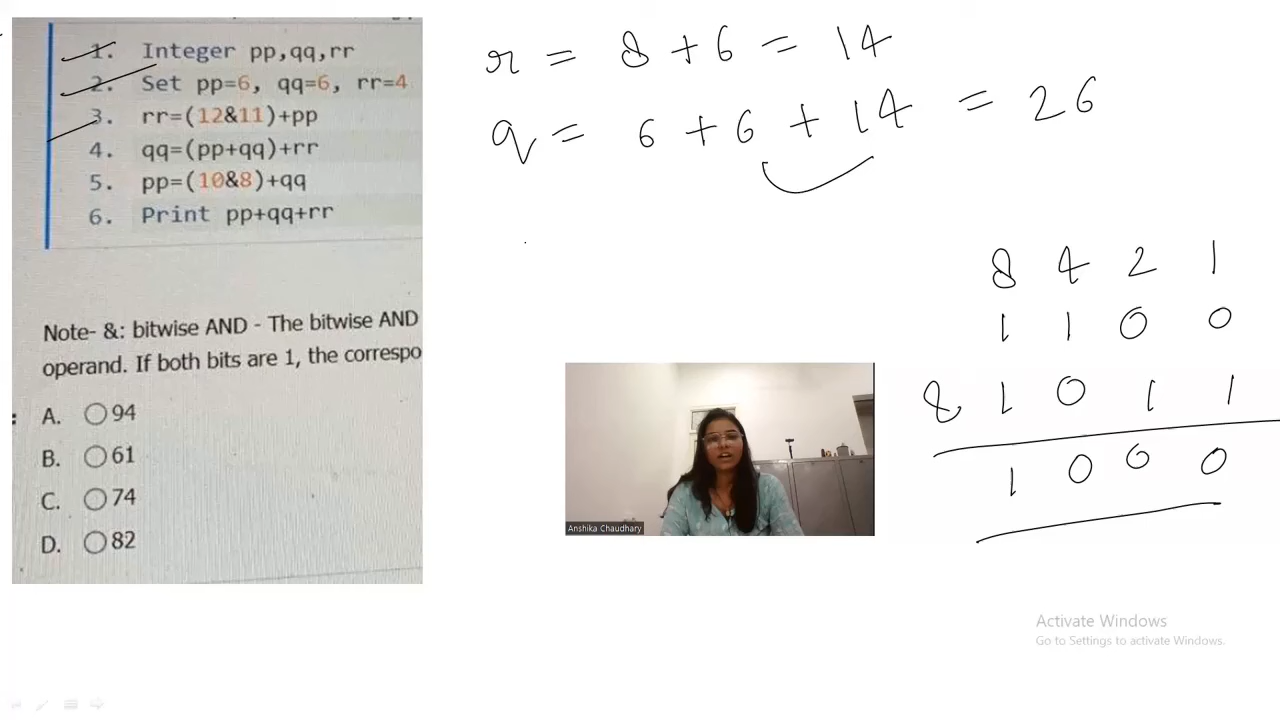 1. Integer pp,qq,rr
2. Set pp=6, qq=6, rr=4
3. rr=(12&11)+pp
4. qq=(pp+qq)+rr
5. pp=(10&8)+qq
6. Print pp+qq+rr
Note- &: bitwise AND - The bitwise AND
operand. If both bits are 1, the correspo
A. 94
B. 61
C. 74
D. 82
r = 8 + 6 = 14
q = 6 + 6 + 14 = 26
8 4 2 1
1 1 0 0
& 1 0 1 1
1 0 0 0
Anshika Chaudhary
Activate Windows
Go to Settings to activate Windows.